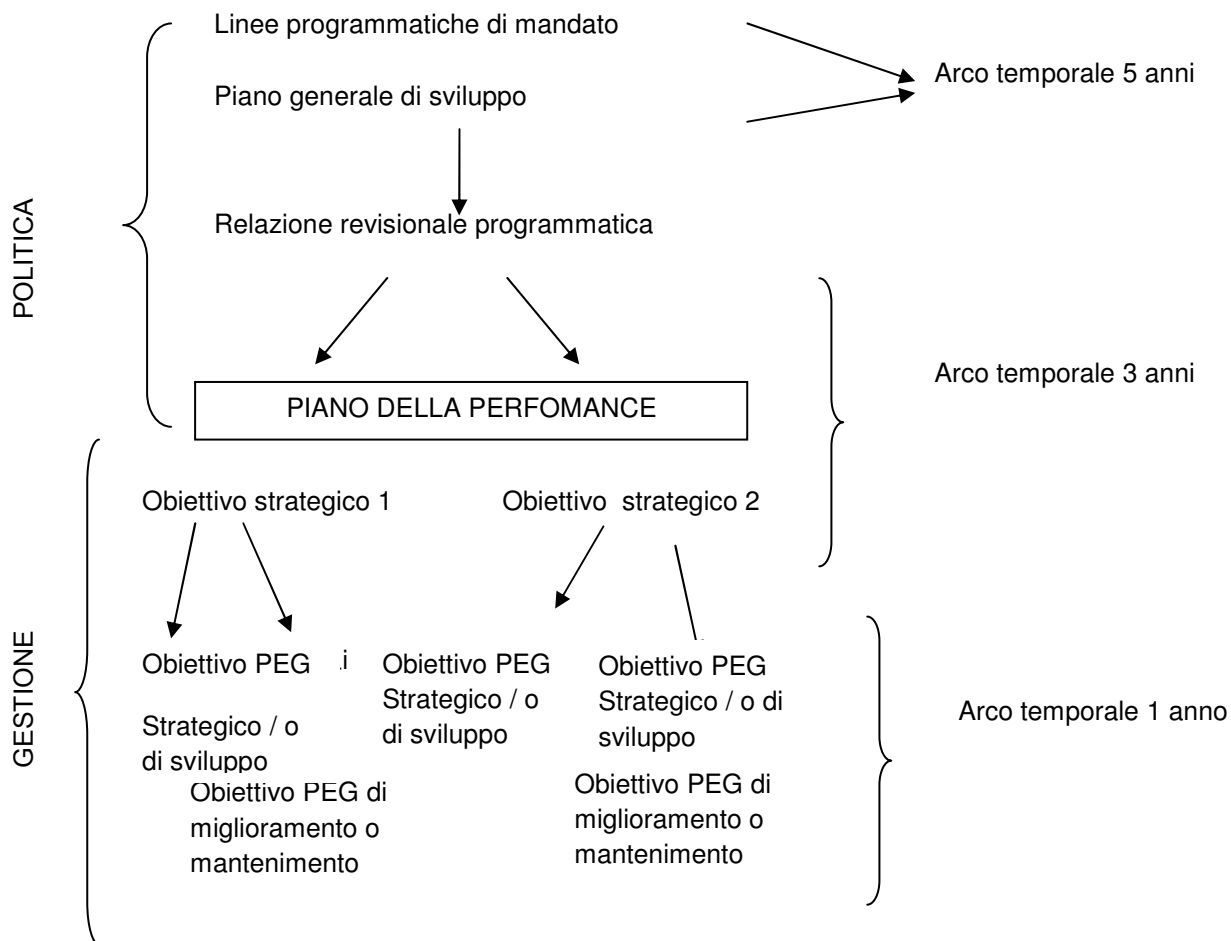 Linee programmatiche di mandato
Arco temporale 5 anni
Piano generale di sviluppo
POLITICA
Relazione revisionale programmatica
Arco temporale 3 anni
PIANO DELLA PERFOMANCE
Obiettivo strategico 1
Obiettivo strategico 2
GESTIONE
Obiettivo PEG
Strategico / o
di sviluppo
Obiettivo PEG
Strategico / o
di sviluppo
Obiettivo PEG
Strategico / o di
sviluppo
Arco temporale 1 anno
Obiettivo PEG di
miglioramento o
mantenimento
Obiettivo PEG di
miglioramento o
mantenimento